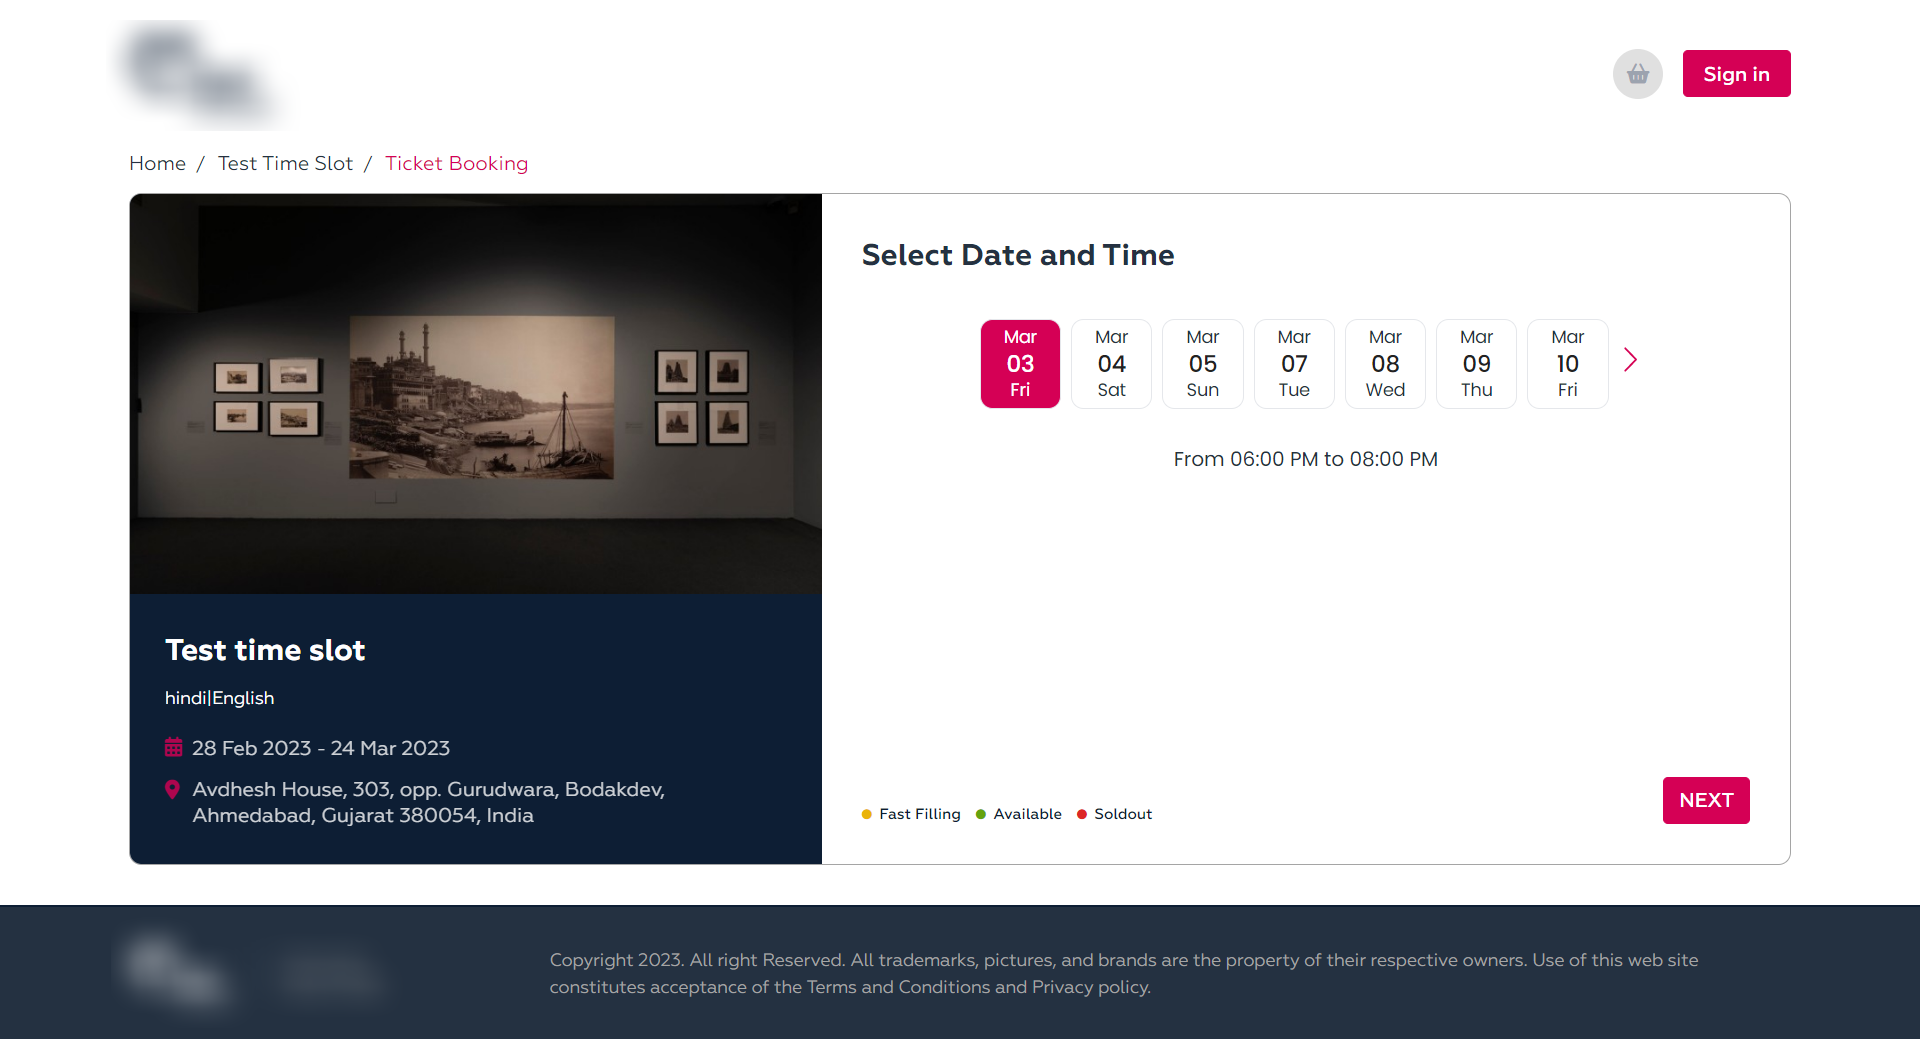 Sign in
Home / Test Time Slot / Ticket Booking
Select Date and Time
Mar 03 Fri
Mar 04 Sat
Mar 05 Sun
Mar 07 Tue
Mar 08 Wed
Mar 09 Thu
Mar 10 Fri
From 06:00 PM to 08:00 PM
Test time slot
hindi|English
28 Feb 2023 - 24 Mar 2023
Avdhesh House, 303, opp. Gurudwara, Bodakdev,
Ahmedabad, Gujarat 380054, India
Fast Filling Available Soldout
NEXT
Copyright 2023. All right Reserved. All trademarks, pictures, and brands are the property of their respective owners. Use of this web site
constitutes acceptance of the Terms and Conditions and Privacy policy.